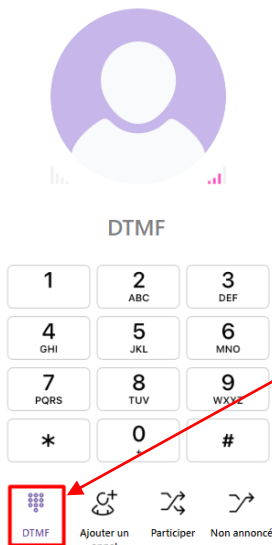 DTMF
1 2 3
ABC DEF
4 5 6
GHI JKL MNO
7 8 9
PQRS TUV WXYZ
* 0 #
+
DTMF Ajouter un Participer Non annoncé
appel